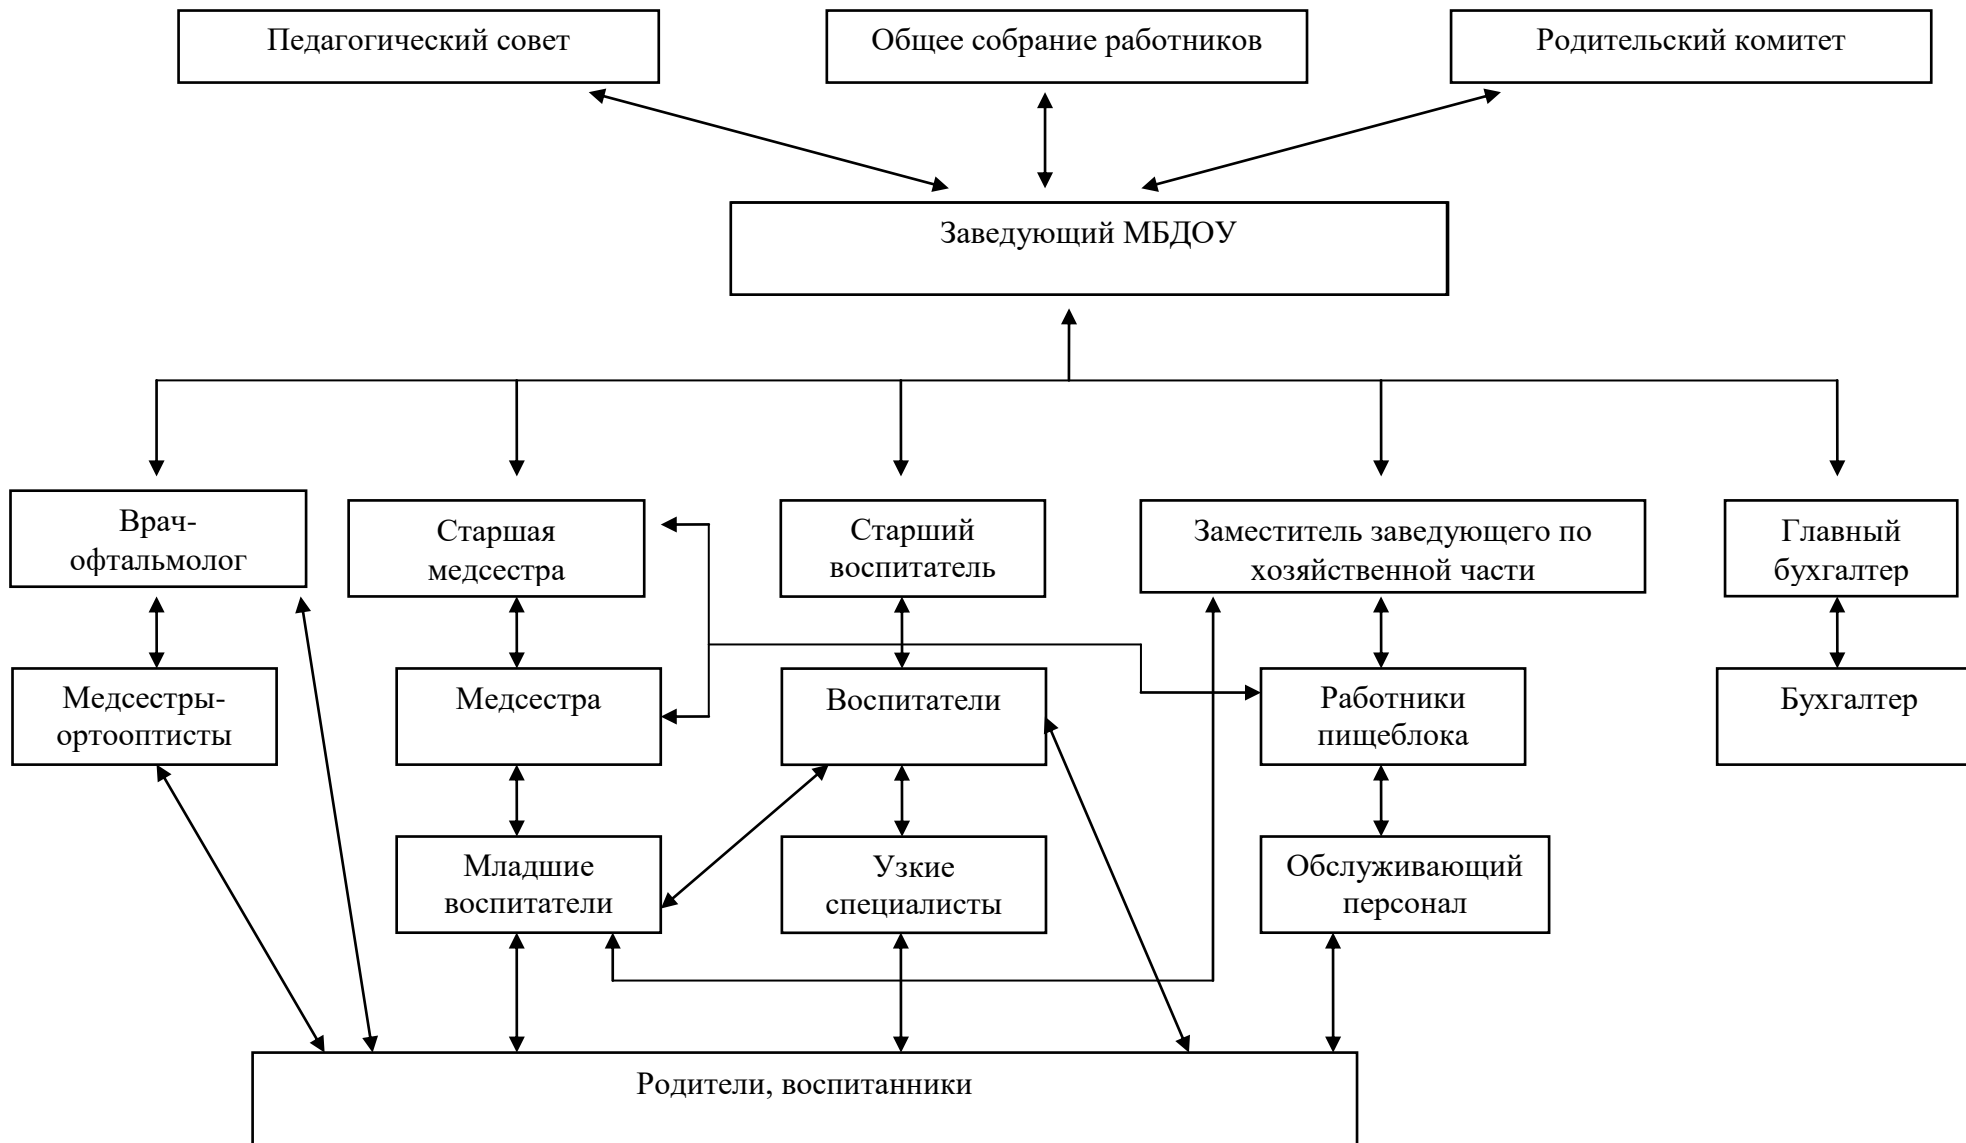 Педагогический совет
Общее собрание работников
Родительский комитет
Заведующий МБДОУ
Врач-
офтальмолог
Старшая
медсестра
Старший
воспитатель
Заместитель заведующего по
хозяйственной части
Главный
бухгалтер
Медсестры-
ортооптисты
Медсестра
Воспитатели
Работники
пищеблока
Бухгалтер
Младшие
воспитатели
Узкие
специалисты
Обслуживающий
персонал
Родители, воспитанники